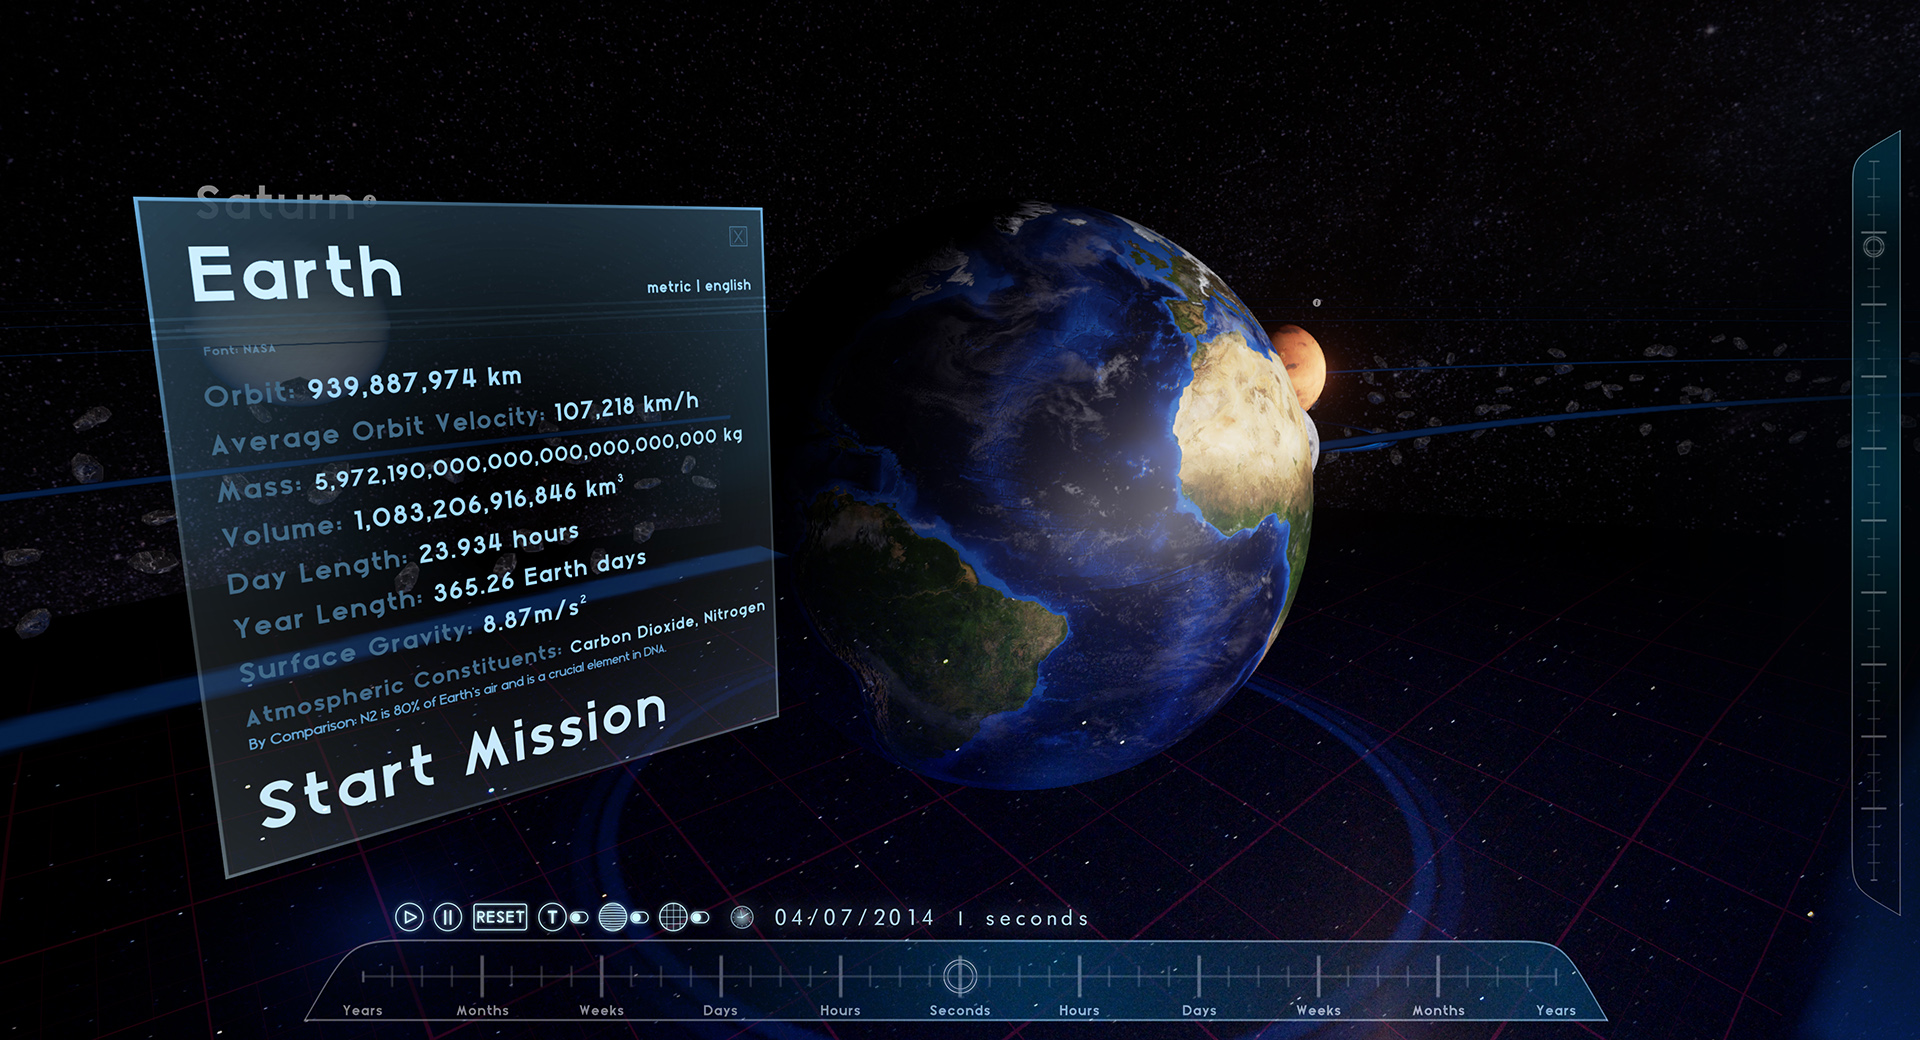 Saturn
Earth
metric | english
Font: NASA
Orbit: 939,887,974 km
Average Orbit Velocity: 107,218 km/h
Mass: 5,972,190,000,000,000,000,000,000 kg
Volume: 1,083,206,916,846 km³
Day Length: 23.934 hours
Year Length: 365.26 Earth days
Surface Gravity: 8.87m/s²
Atmospheric Constituents: Carbon Dioxide, Nitrogen
By Comparison: N2 is 80% of Earth's air and is a crucial element in DNA.
Start Mission
RESET T 04/07/2014 | seconds
Years Months Weeks Days Hours Seconds Hours Days Weeks Months Years